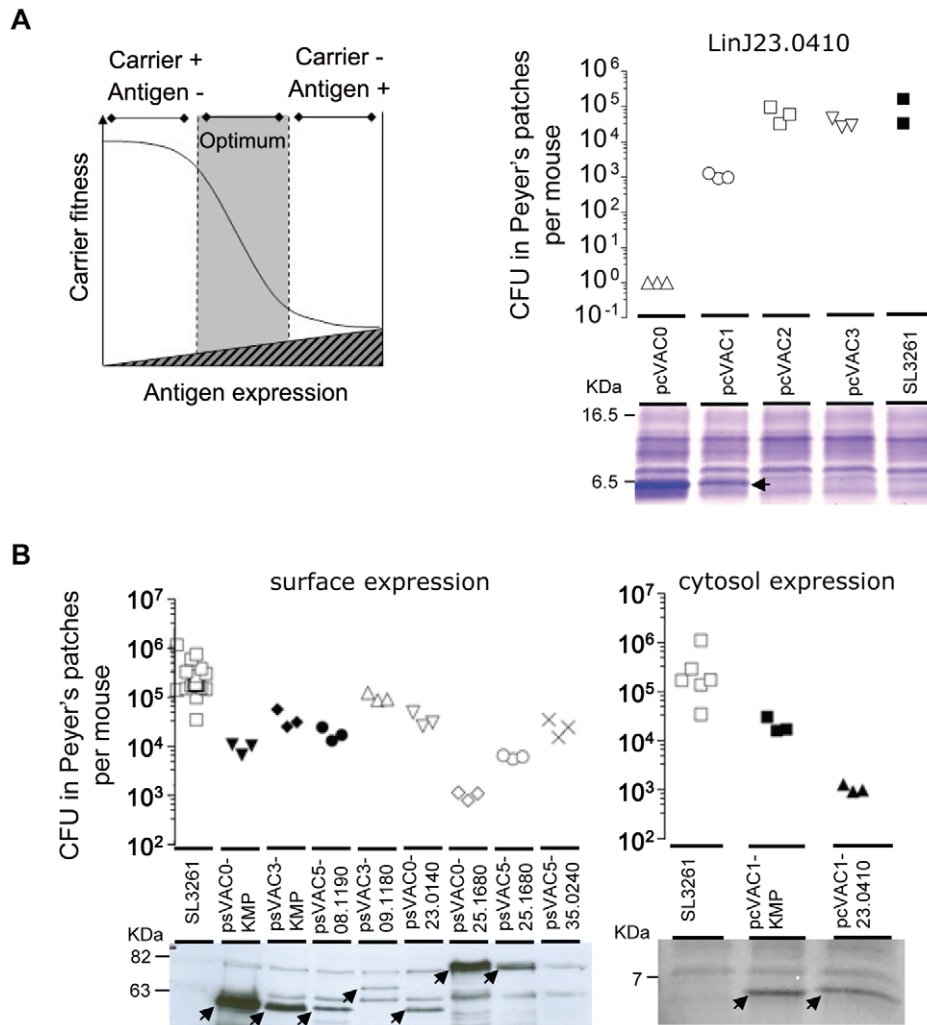 A
Carrier +
Antigen -
Carrier -
Antigen +
Optimum
Carrier fitness
Antigen expression
LinJ23.0410
CFU in Peyer's patches
per mouse
10^6
10^5
10^4
10^3
10^2
10^1
10^0
10^-1
pcVAC0
pcVAC1
pcVAC2
pcVAC3
SL3261
KDa
16.5
6.5
B
surface expression
CFU in Peyer's patches
per mouse
10^7
10^6
10^5
10^4
10^3
10^2
SL3261
psVAC0-
KMP
psVAC3-
KMP
psVAC5-
08.1190
psVAC3-
09.1180
psVAC0-
23.0140
psVAC0-
25.1680
psVAC5-
25.1680
psVAC5-
35.0240
KDa
82
63
cytosol expression
10^7
10^6
10^5
10^4
10^3
10^2
SL3261
pcVAC1-
KMP
pcVAC1-
23.0410
7